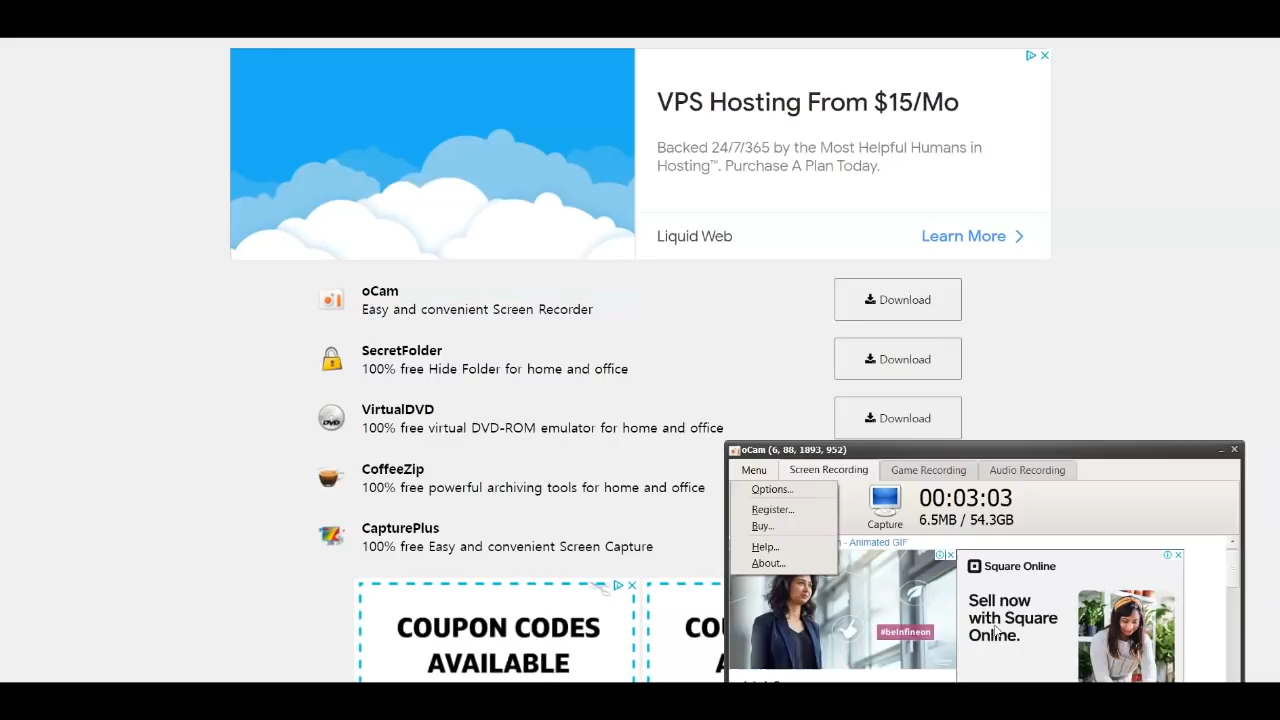 VPS Hosting From $15/Mo
Backed 24/7/365 by the Most Helpful Humans in
Hosting™. Purchase A Plan Today.
Liquid Web
Learn More
oCam
Easy and convenient Screen Recorder
Download
SecretFolder
100% free Hide Folder for home and office
Download
VirtualDVD
100% free virtual DVD-ROM emulator for home and office
Download
CoffeeZip
100% free powerful archiving tools for home and office
CapturePlus
100% free Easy and convenient Screen Capture
COUPON CODES
AVAILABLE
COU
A
oCam (6, 88, 1893, 952)
Menu
Screen Recording
Game Recording
Audio Recording
Options...
Register...
Buy...
Help...
About...
Capture
00:03:03
6.5MB / 54.3GB
- Animated GIF
#beInfineon
Square Online
Sell now
with Square
Online.